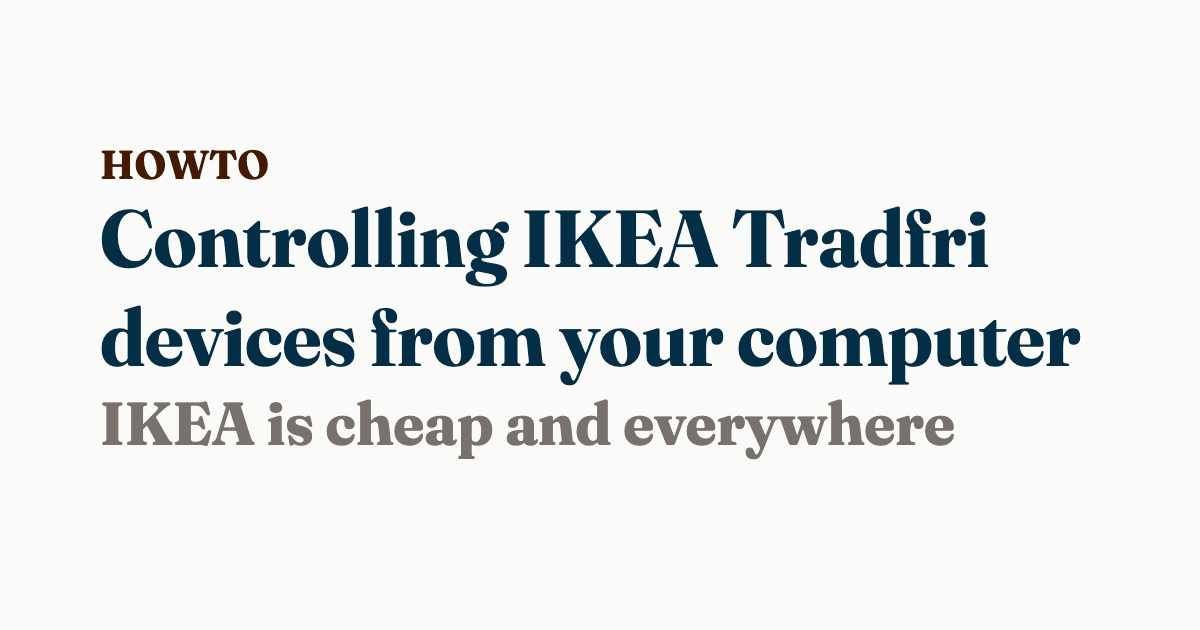 HOWTO
Controlling IKEA Tradfri
devices from your computer
IKEA is cheap and everywhere